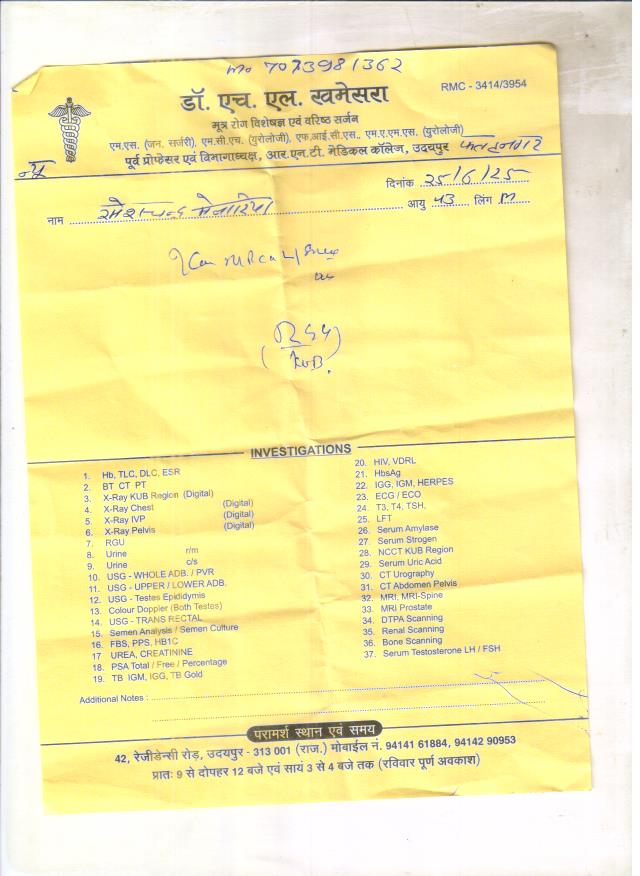 Mo 7073981362
RMC - 3414/3954
डॉ. एच. एल. खमेसरा
मूत्र रोग विशेषज्ञ एवं वरिष्ठ सर्जन
एम.एस. (जन. सर्जरी), एम.सी.एच. (युरोलोजी), एफ.आई.सी.एस., एम.ए.एम.एस. (युरोलोजी)
पूर्व प्रोफेसर एवं विभागाध्यक्ष, आर.एन.टी. मेडिकल कॉलेज, उदयपुर
दिनांक 25/6/25
नाम आयु 43 लिंग M
KUB.
INVESTIGATIONS
1. Hb, TLC, DLC, ESR
2. BT CT PT
3. X-Ray KUB Region (Digital)
4. X-Ray Chest (Digital)
5. X-Ray IVP (Digital)
6. X-Ray Pelvis (Digital)
7. RGU
8. Urine r/m
9. Urine c/s
10. USG - WHOLE ADB. / PVR
11. USG - UPPER / LOWER ADB.
12. USG - Testes Epididymis
13. Colour Doppler (Both Testes)
14. USG - TRANS RECTAL
15. Semen Analysis / Semen Culture
16. FBS, PPS, HB1C
17 UREA, CREATININE
18. PSA Total / Free / Percentage
19. TB IGM, IGG, TB Gold
20. HIV, VDRL
21. HbsAg
22. IGG, IGM, HERPES
23. ECG / ECO
24. T3, T4, TSH,
25. LFT
26. Serum Amylase
27. Serum Strogen
28. NCCT KUB Region
29. Serum Uric Acid
30. CT Urography
31. CT Abdomen Pelvis
32. MRI, MRI-Spine
33. MRI Prostate
34. DTPA Scanning
35. Renal Scanning
36. Bone Scanning
37. Serum Testosterone LH / FSH
Additional Notes :
परामर्श स्थान एवं समय
42, रेजीडेन्सी रोड़, उदयपुर - 313 001 (राज.) मोबाईल नं. 94141 61884, 94142 90953
प्रातः 9 से दोपहर 12 बजे एवं सायं 3 से 4 बजे तक (रविवार पूर्ण अवकाश)